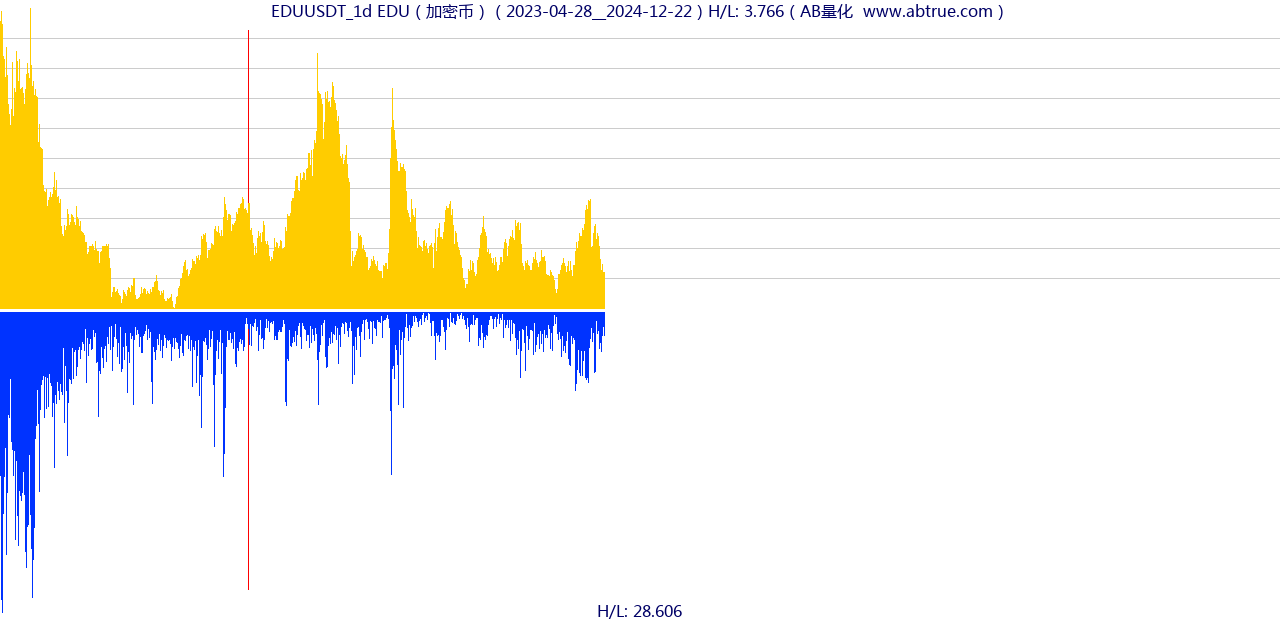 EDUUSDT_1d EDU ( 加密币 ) ( 2023-04-28__2024-12-22 ) H/L: 3.766 ( AB量化  www.abtrue.com )
H/L: 28.606